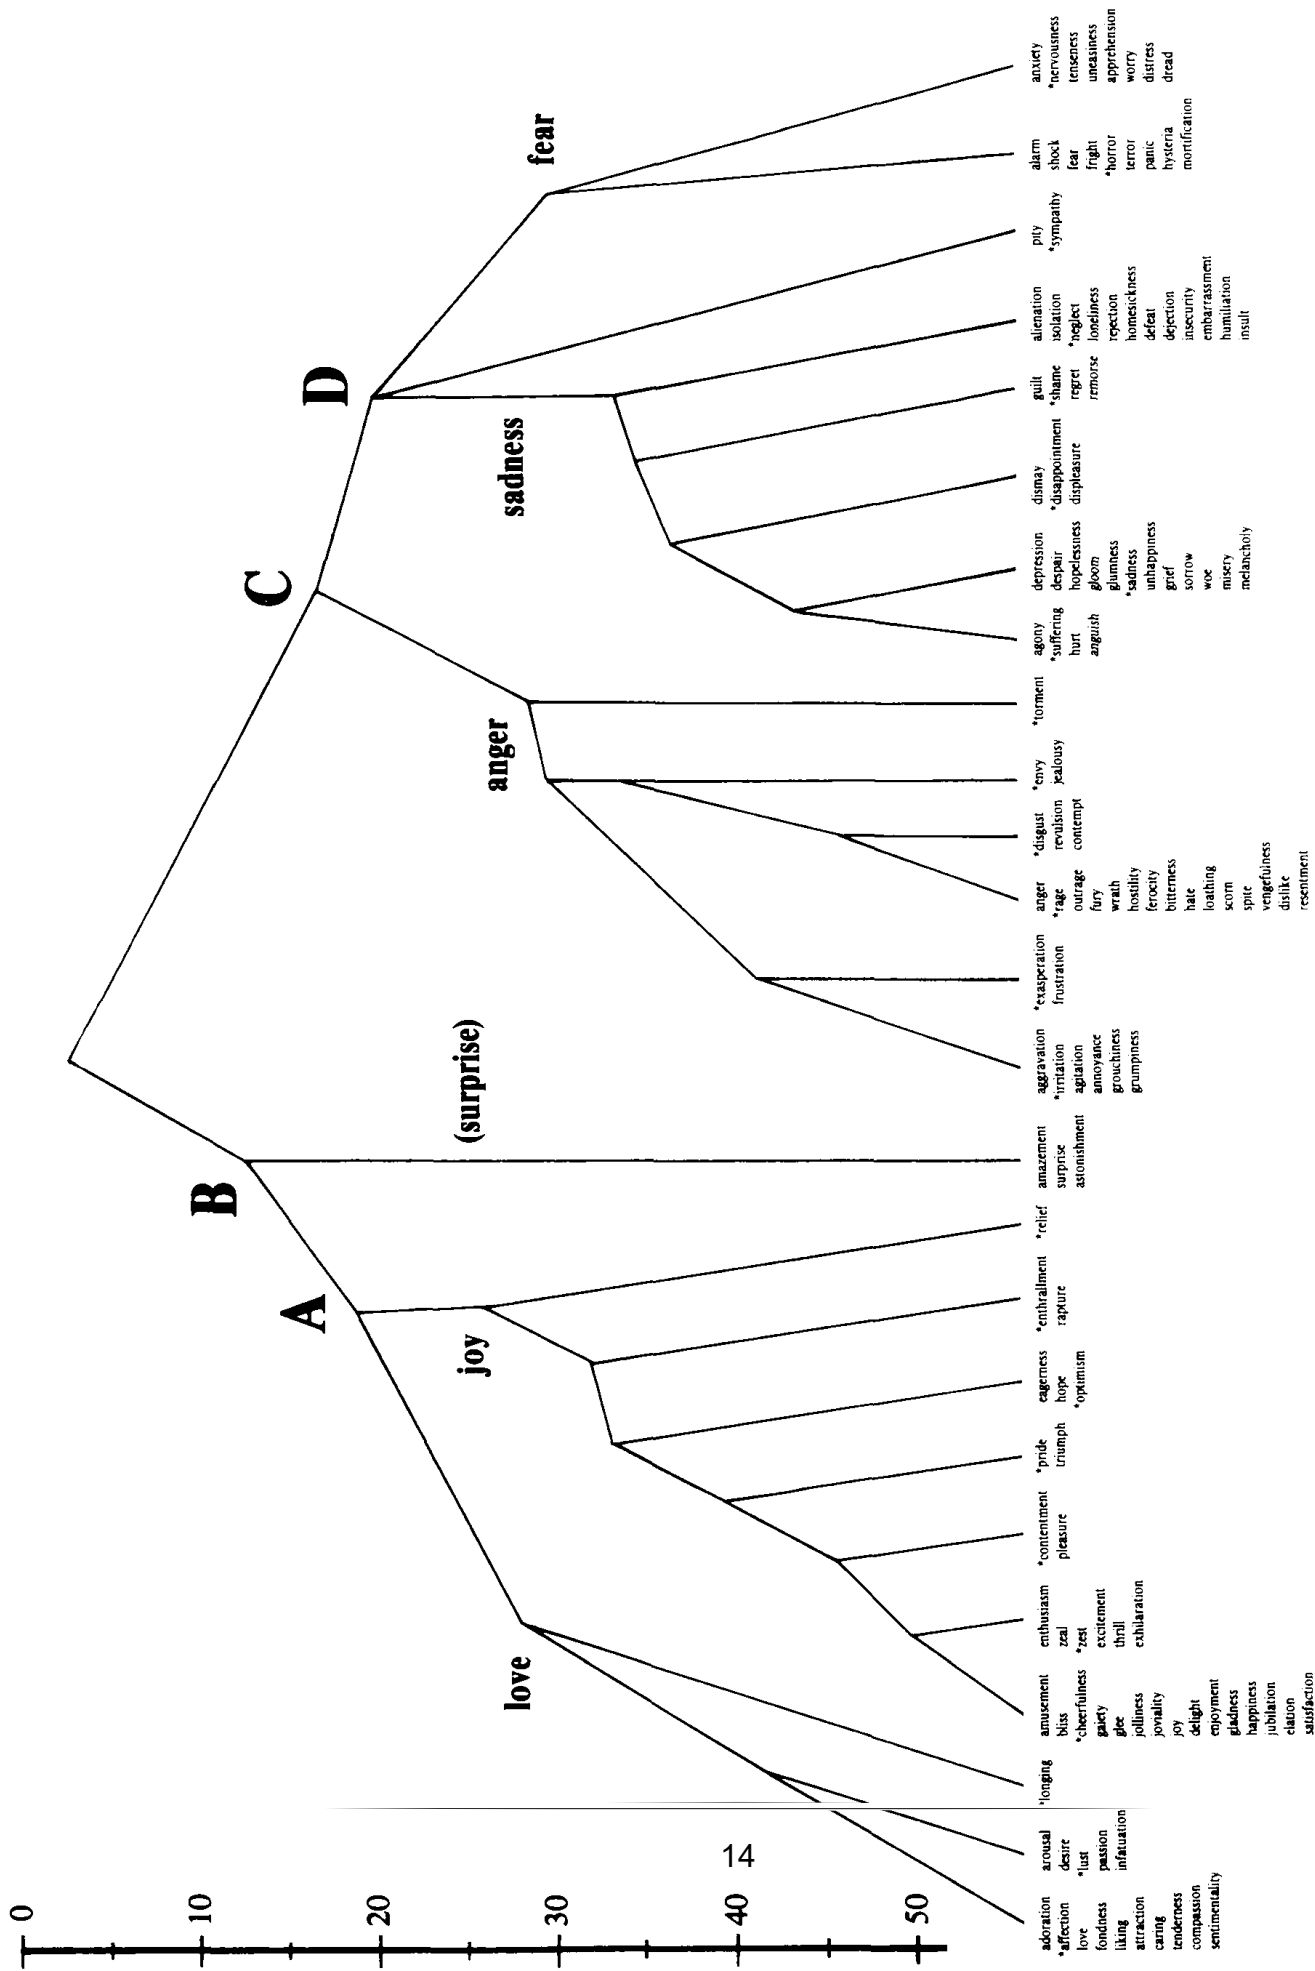 0
10
20
30
40
50
A
B
C
D
love
joy
(surprise)
anger
sadness
fear
adoration
*affection
love
fondness
liking
attraction
caring
tenderness
compassion
sentimentality
arousal
desire
*lust
passion
infatuation
*longing
amusement
bliss
*cheerfulness
gaiety
glee
jolliness
joviality
joy
delight
enjoyment
gladness
happiness
jubilation
elation
satisfaction
enthusiasm
zeal
*zest
excitement
thrill
exhilaration
*contentment
pleasure
*pride
triumph
eagerness
hope
*optimism
*enthrallment
rapture
*relief
amazement
surprise
astonishment
aggravation
*irritation
agitation
annoyance
grouchiness
grumpiness
*exasperation
frustration
anger
*rage
outrage
fury
wrath
hostility
ferocity
bitterness
hate
loathing
scorn
spite
vengefulness
dislike
resentment
*disgust
revulsion
contempt
*envy
jealousy
*torment
agony
*suffering
hurt
anguish
depression
despair
hopelessness
gloom
glumness
*sadness
unhappiness
grief
sorrow
woe
misery
melancholy
dismay
*disappointment
displeasure
guilt
*shame
regret
remorse
alienation
isolation
*neglect
loneliness
rejection
homesickness
defeat
dejection
insecurity
embarrassment
humiliation
insult
pity
*sympathy
alarm
shock
fear
fright
*horror
terror
panic
hysteria
mortification
anxiety
*nervousness
tenseness
uneasiness
apprehension
worry
distress
dread
14